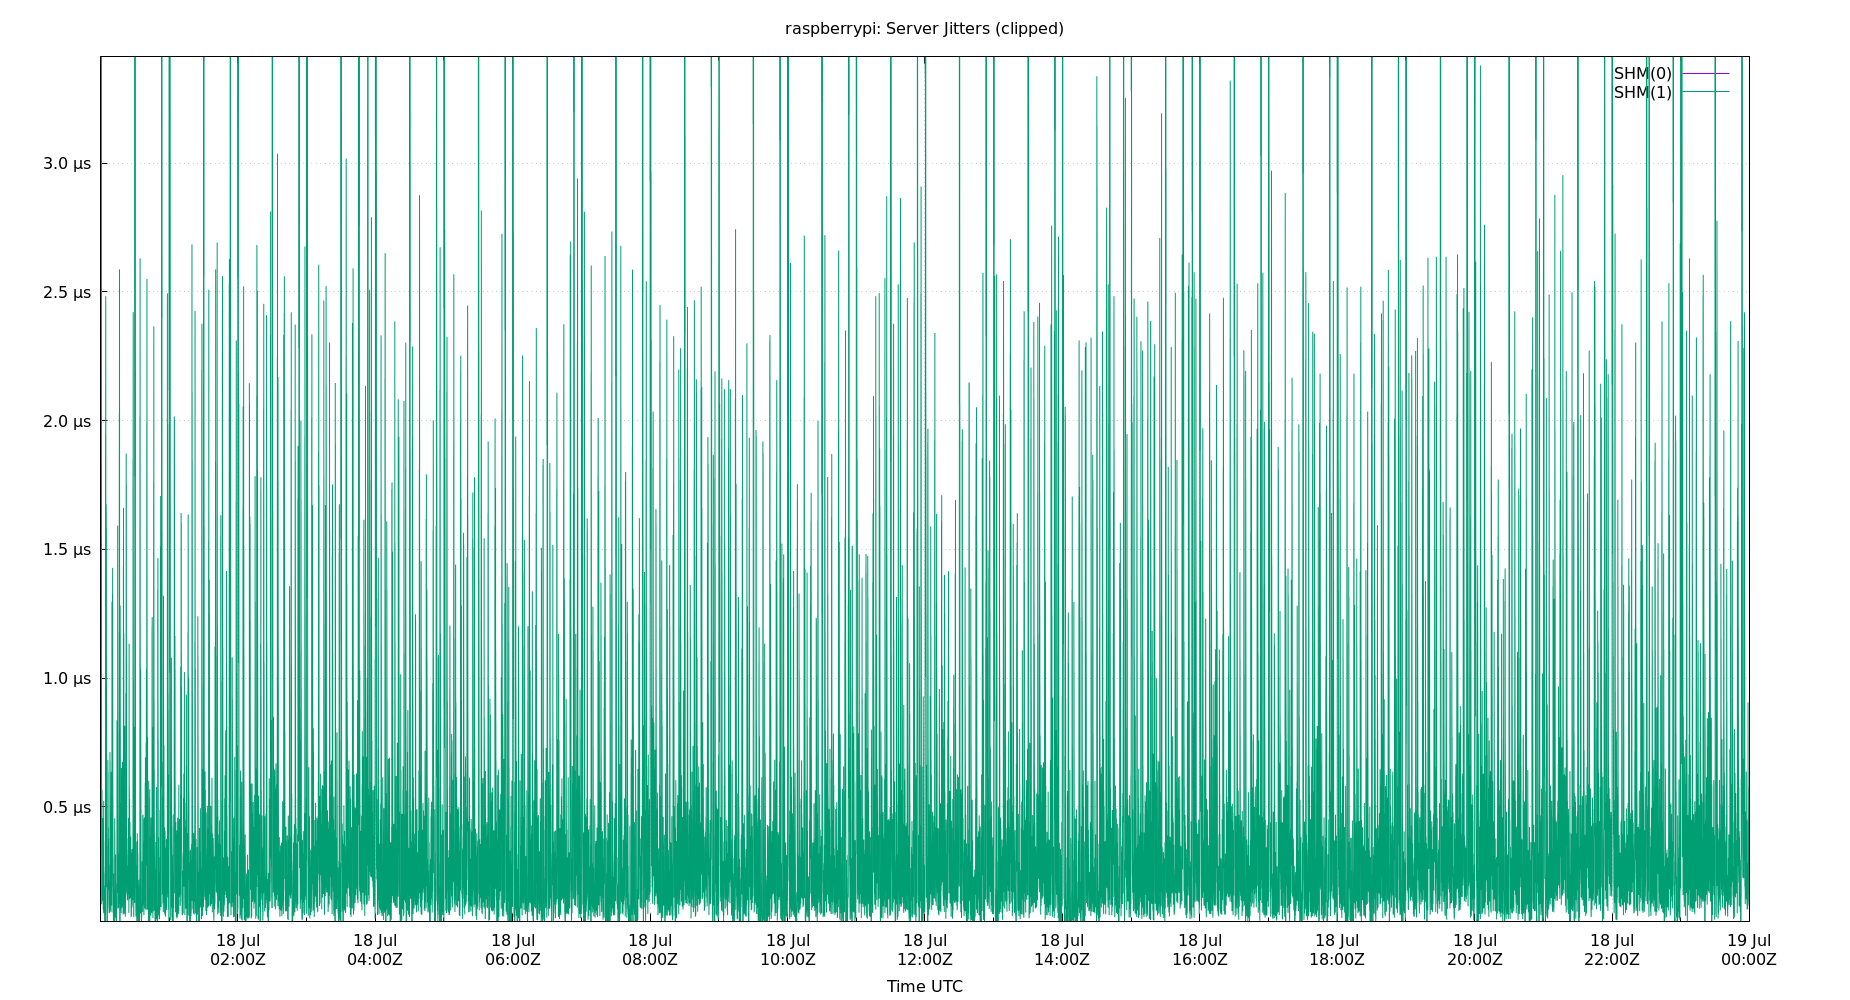 raspberrypi: Server Jitters (clipped)
SHM(0)
SHM(1)
3.0 µs
2.5 µs
2.0 µs
1.5 µs
1.0 µs
0.5 µs
18 Jul 18 Jul 18 Jul 18 Jul 18 Jul 18 Jul 18 Jul 18 Jul 18 Jul 18 Jul 18 Jul 19 Jul
02:00Z 04:00Z 06:00Z 08:00Z 10:00Z 12:00Z 14:00Z 16:00Z 18:00Z 20:00Z 22:00Z 00:00Z
Time UTC